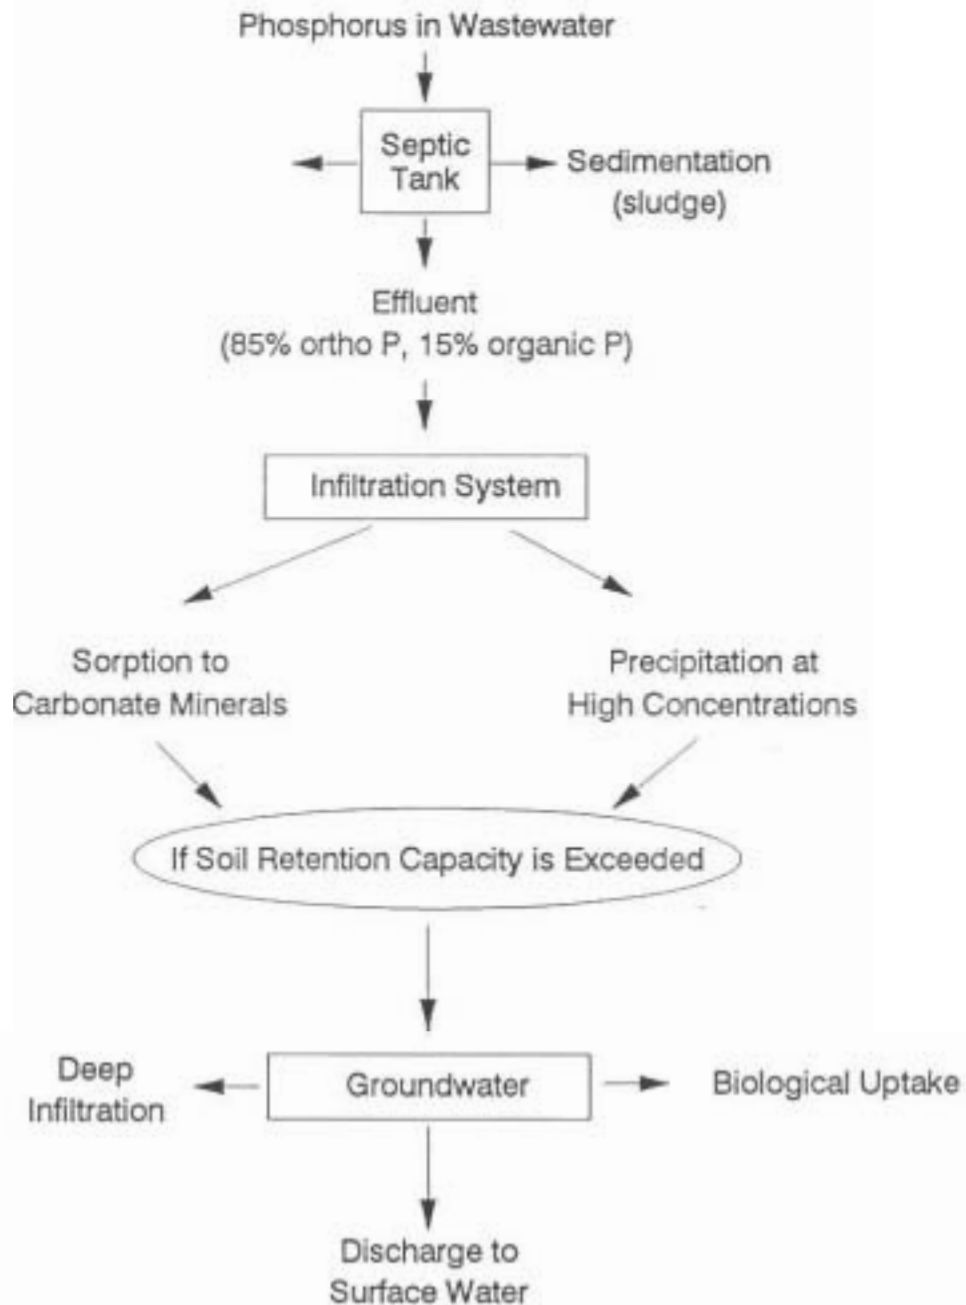 Phosphorus in Wastewater
Septic
Tank
Sedimentation
(sludge)
Effluent
(85% ortho P, 15% organic P)
Infiltration System
Sorption to
Carbonate Minerals
Precipitation at
High Concentrations
If Soil Retention Capacity is Exceeded
Deep
Infiltration
Groundwater
Biological Uptake
Discharge to
Surface Water